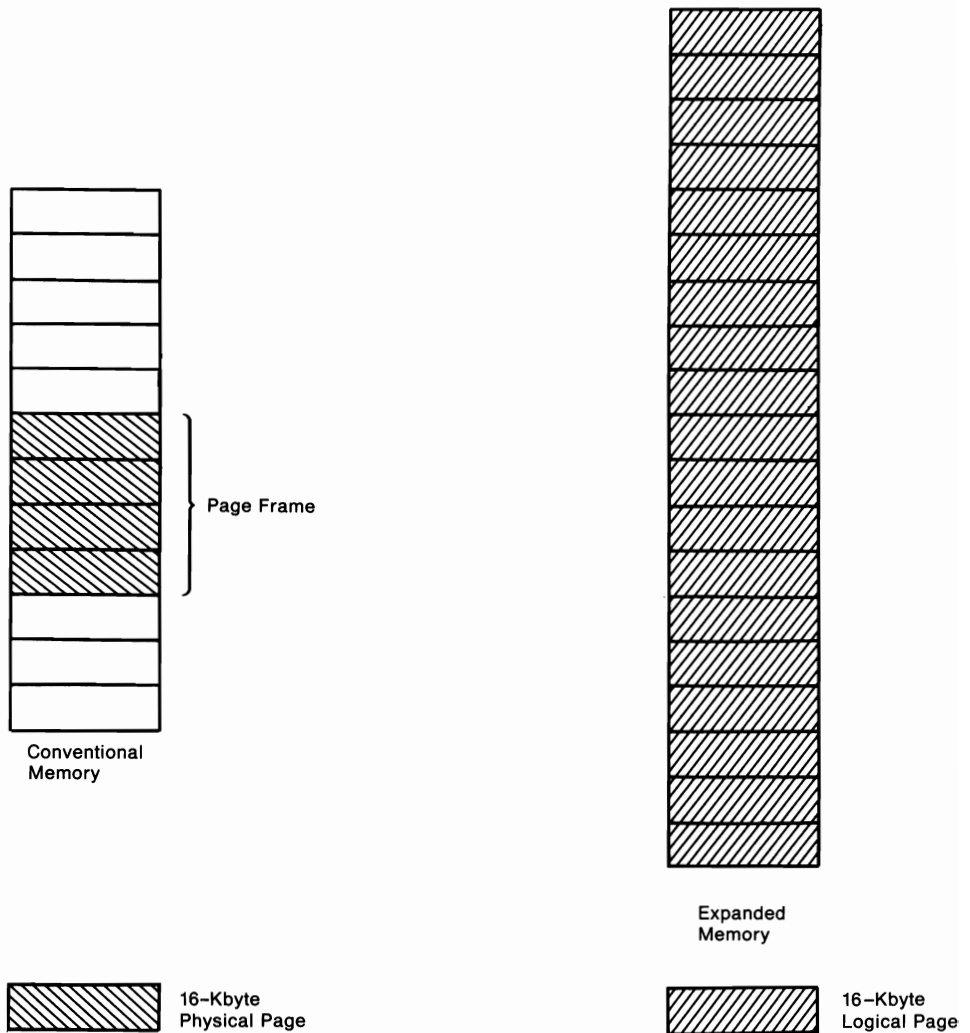 Page Frame
Conventional
Memory
Expanded
Memory
16–Kbyte
Physical Page
16–Kbyte
Logical Page